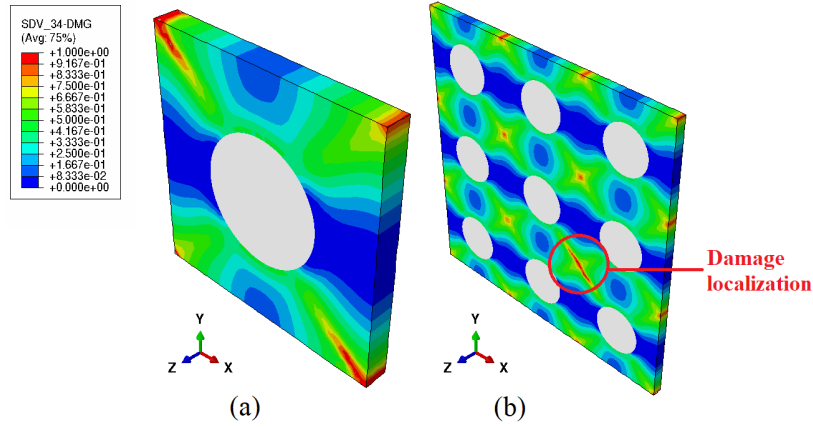 SDV_34-DMG
(Avg: 75%)
+1.000e+00
+9.167e-01
+8.333e-01
+7.500e-01
+6.667e-01
+5.833e-01
+5.000e-01
+4.167e-01
+3.333e-01
+2.500e-01
+1.667e-01
+8.333e-02
+0.000e+00
Damage
localization
Y
Z X
Y
Z X
(a) (b)